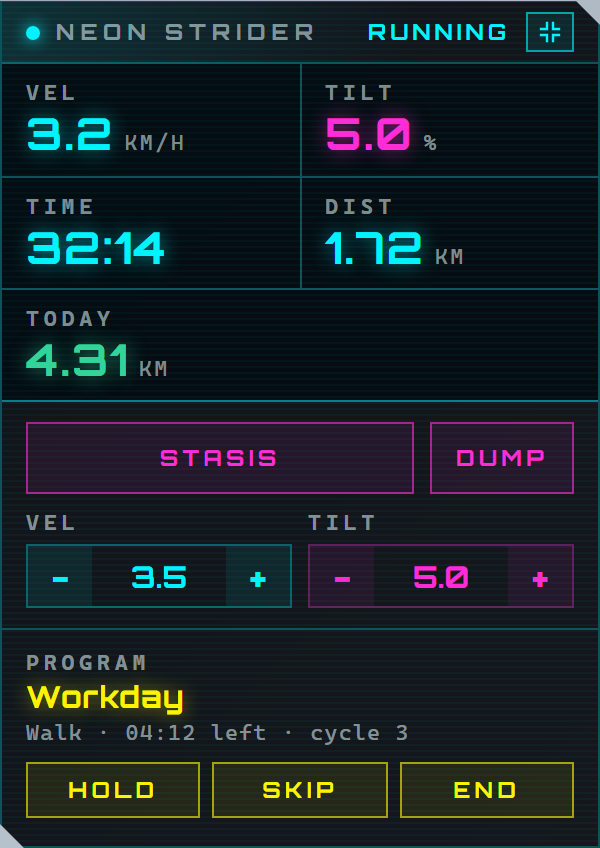 NEON STRIDER RUNNING
VEL TILT
3.2 KM/H 5.0 %
TIME DIST
32:14 1.72 KM
TODAY
4.31 KM
STASIS DUMP
VEL TILT
- 3.5 + - 5.0 +
PROGRAM
Workday
Walk · 04:12 left · cycle 3
HOLD SKIP END